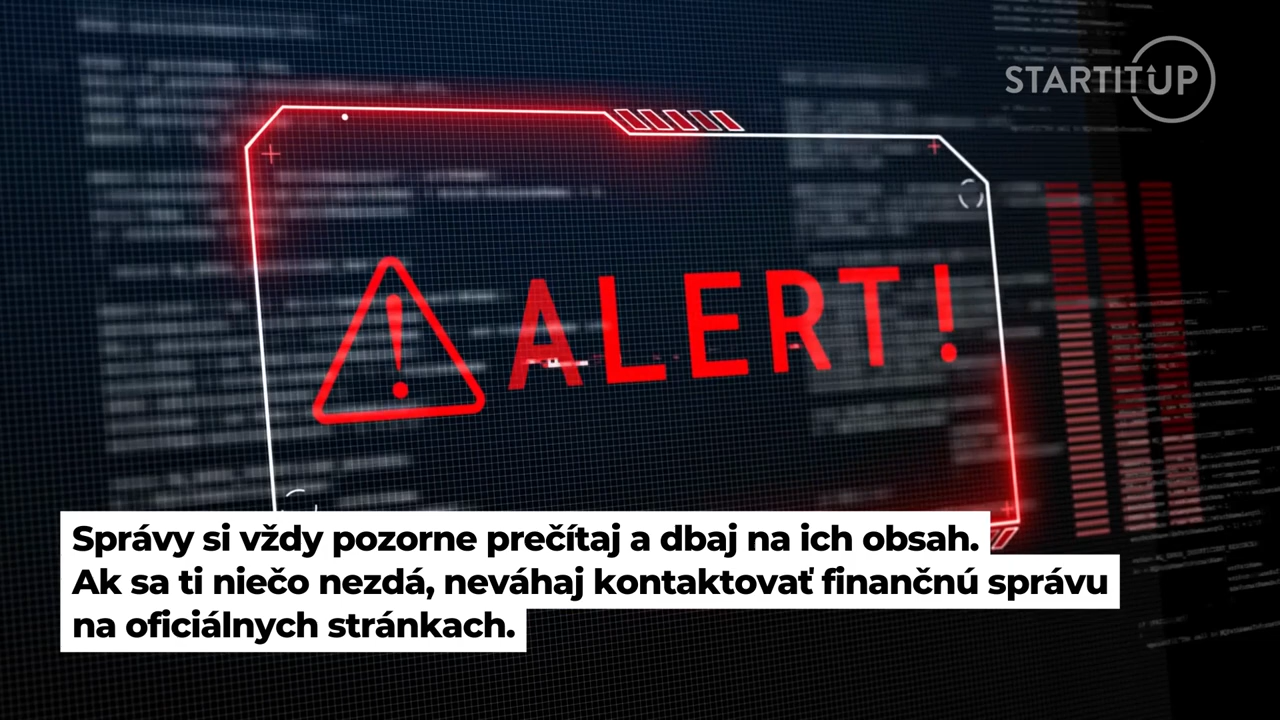 STARTITUP
ALERT!
Správy si vždy pozorne prečítaj a dbaj na ich obsah.
Ak sa ti niečo nezdá, neváhaj kontaktovať finančnú správu
na oficiálnych stránkach.